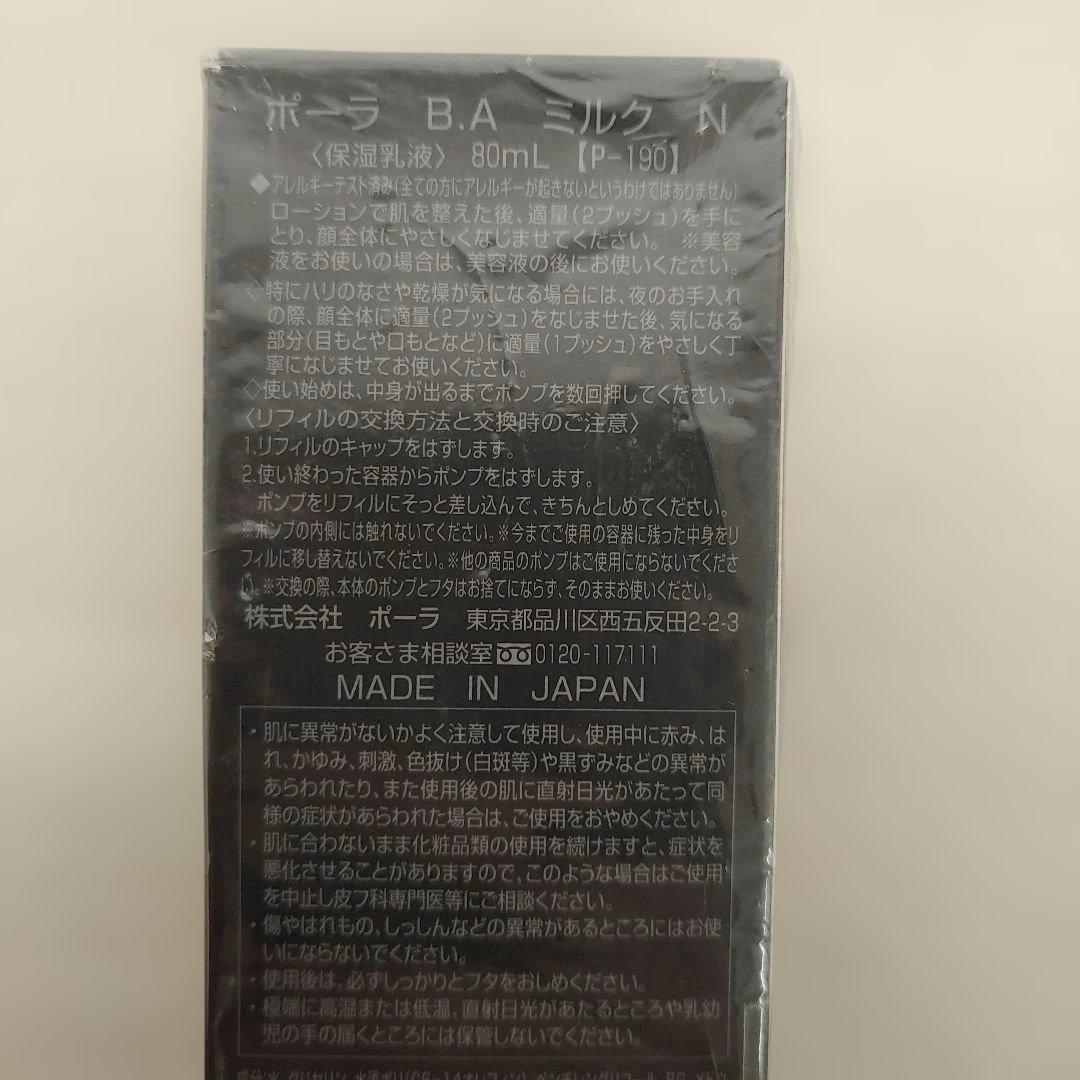 ポーラ B.A ミルク N
〈保湿乳液〉 80mL 【P-190】
◆アレルギーテスト済み(全ての方にアレルギーが起きないというわけではありません)
ローションで肌を整えた後、適量(2プッシュ)を手に
とり、顔全体にやさしくなじませてください。 ※美容
液をお使いの場合は、美容液の後にお使いください。
◇特にハリのなさや乾燥が気になる場合には、夜のお手入れ
の際、顔全体に適量(2プッシュ)をなじませた後、気になる
部分(目もとや口もとなど)に適量(1プッシュ)をやさしく丁
寧になじませてお使いください。
◇使い始めは、中身が出るまでポンプを数回押してください。
〈リフィルの交換方法と交換時のご注意〉
1.リフィルのキャップをはずします。
2.使い終わった容器からポンプをはずします。
ポンプをリフィルにそっと差し込んで、きちんとしめてください。
※ポンプの内側には触れないでください。※今までご使用の容器に残った中身をリ
フィルに移し替えないでください。※他の商品のポンプはご使用にならないでくださ
い。※交換の際、本体のポンプとフタはお捨てにならず、そのままお使いください。
株式会社 ポーラ 東京都品川区西五反田2-2-3
お客さま相談室 0120-117111
MADE IN JAPAN
・肌に異常がないかよく注意して使用し、使用中に赤み、は
れ、かゆみ、刺激、色抜け(白斑等)や黒ずみなどの異常が
あらわれたり、また使用後の肌に直射日光があたって同
様の症状があらわれた場合は、ご使用をおやめください。
・肌に合わないまま化粧品類の使用を続けますと、症状を
悪化させることがありますので、このような場合はご使用
を中止し皮フ科専門医等にご相談ください。
・傷やはれもの、しっしんなどの異常があるところにはお使
いにならないでください。
・使用後は、必ずしっかりとフタをおしめください。
・極端に高温または低温、直射日光があたるところや乳幼
児の手の届くところには保管しないでください。